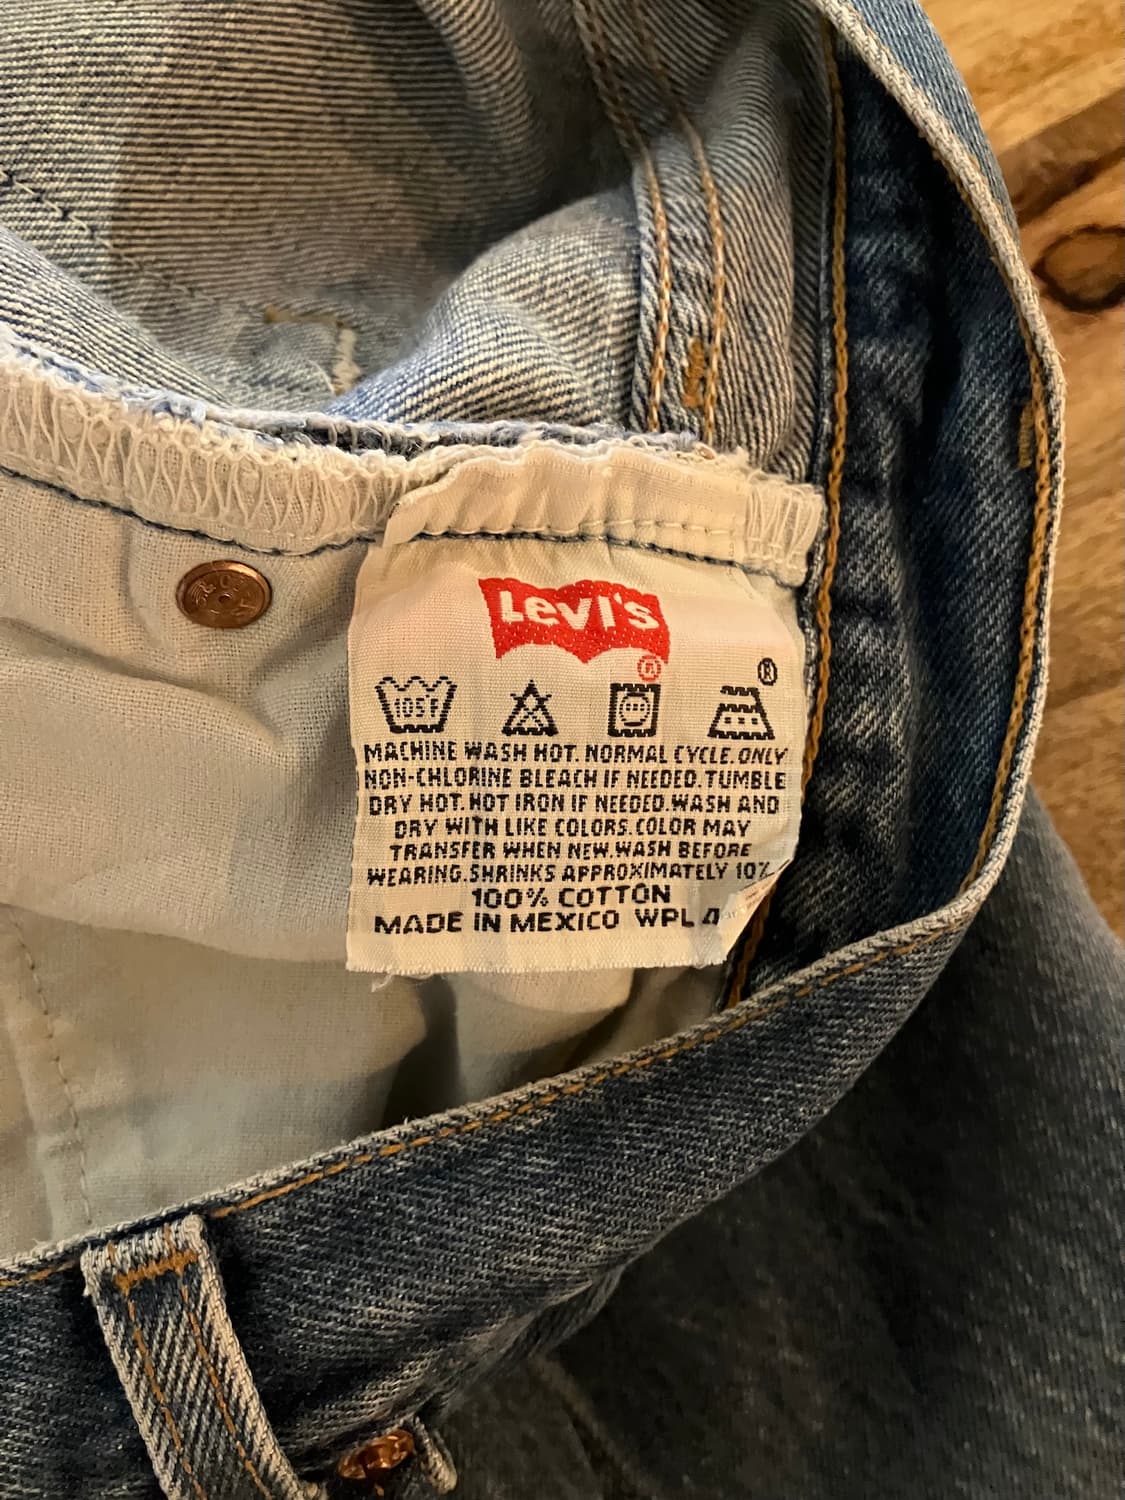 Levi's
®
®
105°F
MACHINE WASH HOT. NORMAL CYCLE. ONLY
NON-CHLORINE BLEACH IF NEEDED. TUMBLE
DRY HOT. HOT IRON IF NEEDED. WASH AND
DRY WITH LIKE COLORS. COLOR MAY
TRANSFER WHEN NEW. WASH BEFORE
WEARING. SHRINKS APPROXIMATELY 10%
100% COTTON
MADE IN MEXICO WPL 4